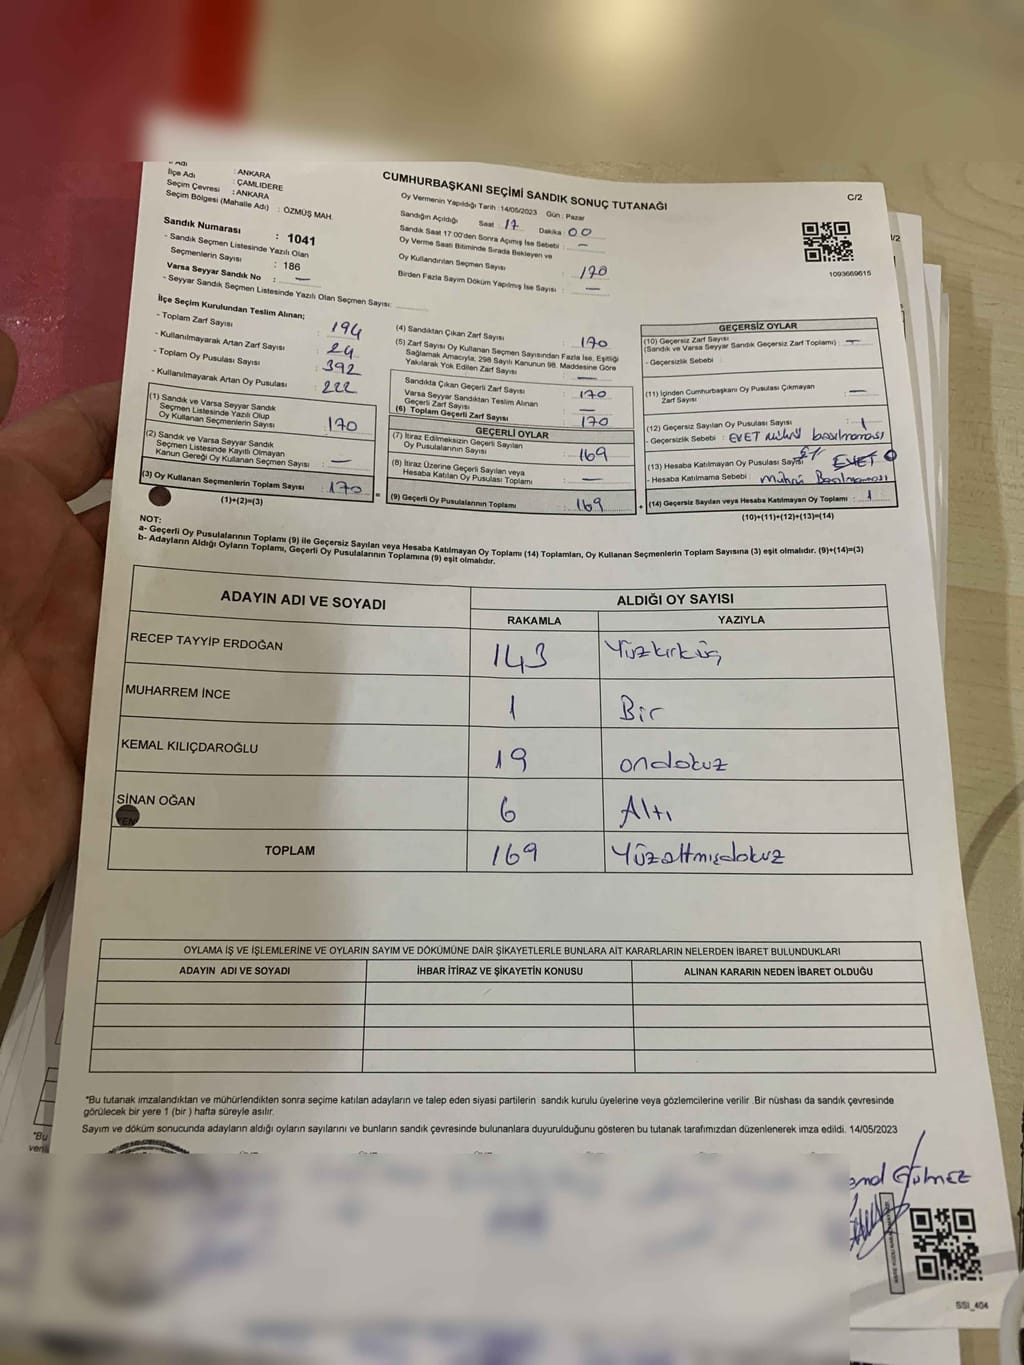 İlçe Adı : ANKARA
Seçim Çevresi : ÇAMLIDERE
Seçim Bölgesi (Mahalle Adı) : ANKARA
: ÖZMÜŞ MAH.
CUMHURBAŞKANI SEÇİMİ SANDIK SONUÇ TUTANAĞI
C/2
Oy Vermenin Yapıldığı Tarih :14/05/2023 Gün : Pazar
Sandığın Açıldığı Saat : 17 Dakika : 00
Sandık Saat 17:00'den Sonra Açımış İse Sebebi : —
Oy Verme Saati Bitiminde Sırada Bekleyen ve
Oy Kullandırılan Seçmen Sayısı : 170
Birden Fazla Sayım Döküm Yapılmış İse Sayısı : —
1093669615
Sandık Numarası : 1041
- Sandık Seçmen Listesinde Yazılı Olan
Seçmenlerin Sayısı : 186
Varsa Seyyar Sandık No : —
- Seyyar Sandık Seçmen Listesinde Yazılı Olan Seçmen Sayısı:
İlçe Seçim Kurulundan Teslim Alınan;
- Toplam Zarf Sayısı : 194
- Kullanılmayarak Artan Zarf Sayısı : 24
- Toplam Oy Pusulası Sayısı : 392
- Kullanılmayarak Artan Oy Pusulası : 222
(1) Sandık ve Varsa Seyyar Sandık
Seçmen Listesinde Yazılı Olup
Oy Kullanan Seçmenlerin Sayısı : 170
(2) Sandık ve Varsa Seyyar Sandık
Seçmen Listesinde Kayıtlı Olmayan
Kanun Gereği Oy Kullanan Seçmen Sayısı : —
(3) Oy Kullanan Seçmenlerin Toplam Sayısı : 170
(1)+(2)=(3)
(4) Sandıktan Çıkan Zarf Sayısı : 170
(5) Zarf Sayısı Oy Kullanan Seçmen Sayısından Fazla İse, Eşitliği
Sağlamak Amacıyla; 298 Sayılı Kanunun 98. Maddesine Göre
Yakılarak Yok Edilen Zarf Sayısı : —
Sandıkta Çıkan Geçerli Zarf Sayısı : 170
Varsa Seyyar Sandıktan Teslim Alınan
Geçerli Zarf Sayısı : —
(6) Toplam Geçerli Zarf Sayısı : 170
GEÇERLİ OYLAR
(7) İtiraz Edilmeksizin Geçerli Sayılan
Oy Pusulalarının Sayısı : 169
(8) İtiraz Üzerine Geçerli Sayılan veya
Hesaba Katılan Oy Pusulası Toplamı : —
=
(9) Geçerli Oy Pusulalarının Toplamı : 169
+
GEÇERSİZ OYLAR
(10) Geçersiz Zarf Sayısı
(Sandık ve Varsa Seyyar Sandık Geçersiz Zarf Toplamı) : —
- Geçersizlik Sebebi :
(11) İçinden Cumhurbaşkanı Oy Pusulası Çıkmayan
Zarf Sayısı : —
(12) Geçersiz Sayılan Oy Pusulası Sayısı : 1
- Geçersizlik Sebebi : EVET mührü basılmaması
(13) Hesaba Katılmayan Oy Pusulası Sayısı EVET
- Hesaba Katılmama Sebebi : mührü Basılmaması
(14) Geçersiz Sayılan veya Hesaba Katılmayan Oy Toplamı : 1
(10)+(11)+(12)+(13)=(14)
NOT:
a- Geçerli Oy Pusulalarının Toplamı (9) ile Geçersiz Sayılan veya Hesaba Katılmayan Oy Toplamı (14) Toplamları, Oy Kullanan Seçmenlerin Toplam Sayısına (3) eşit olmalıdır. (9)+(14)=(3)
b- Adayların Aldığı Oyların Toplamı, Geçerli Oy Pusulalarının Toplamına (9) eşit olmalıdır.
ADAYIN ADI VE SOYADI ALDIĞI OY SAYISI
RAKAMLA YAZIYLA
RECEP TAYYİP ERDOĞAN 143 Yüzkırküç
MUHARREM İNCE 1 Bir
KEMAL KILIÇDAROĞLU 19 ondokuz
SİNAN OĞAN 6 Altı
TOPLAM 169 Yüzaltmışdokuz
OYLAMA İŞ VE İŞLEMLERİNE VE OYLARIN SAYIM VE DÖKÜMÜNE DAİR ŞİKAYETLERLE BUNLARA AİT KARARLARIN NELERDEN İBARET BULUNDUKLARI
ADAYIN ADI VE SOYADI İHBAR İTİRAZ VE ŞİKAYETİN KONUSU ALINAN KARARIN NEDEN İBARET OLDUĞU
*Bu tutanak imzalandıktan ve mühürlendikten sonra seçime katılan adayların ve talep eden siyasi partilerin sandık kurulu üyelerine veya gözlemcilerine verilir .Bir nüshası da sandık çevresinde
görülecek bir yere 1 (bir ) hafta süreyle asılır.
Sayım ve döküm sonucunda adayların aldığı oyların sayılarını ve bunların sandık çevresinde bulunanlara duyurulduğunu gösteren bu tutanak tarafımızdan düzenlenerek imza edildi. 14/05/2023
*Bu
SSI_404